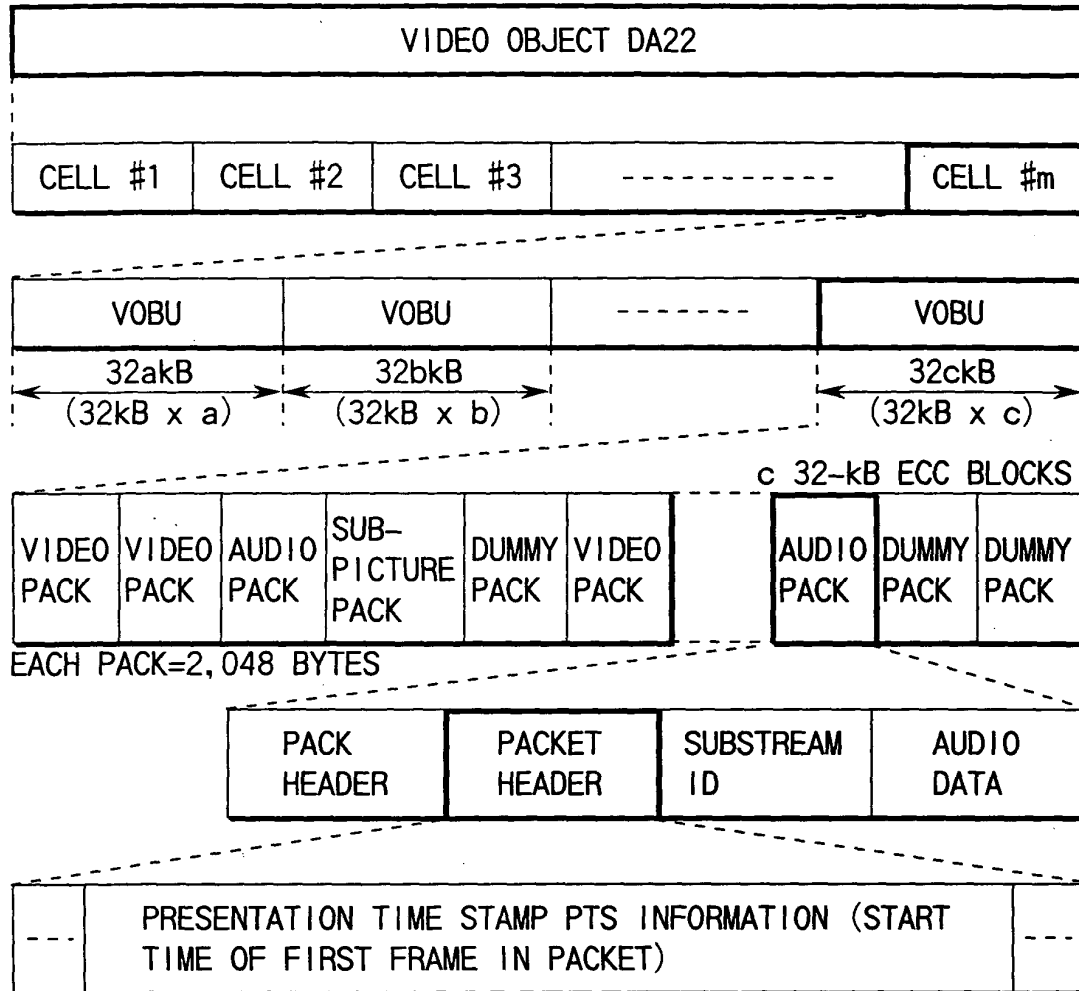 VIDEO OBJECT DA22
CELL #1 CELL #2 CELL #3 CELL #m
VOBU VOBU VOBU
32akB 32bkB 32ckB
(32kB x a) (32kB x b) (32kB x c)
c 32-kB ECC BLOCKS
VIDEO PACK
VIDEO PACK
AUDIO PACK
SUB-
PICTURE
PACK
DUMMY PACK
VIDEO PACK
AUDIO PACK
DUMMY PACK
DUMMY PACK
EACH PACK=2,048 BYTES
PACK
HEADER
PACKET
HEADER
SUBSTREAM
ID
AUDIO
DATA
PRESENTATION TIME STAMP PTS INFORMATION (START
TIME OF FIRST FRAME IN PACKET)